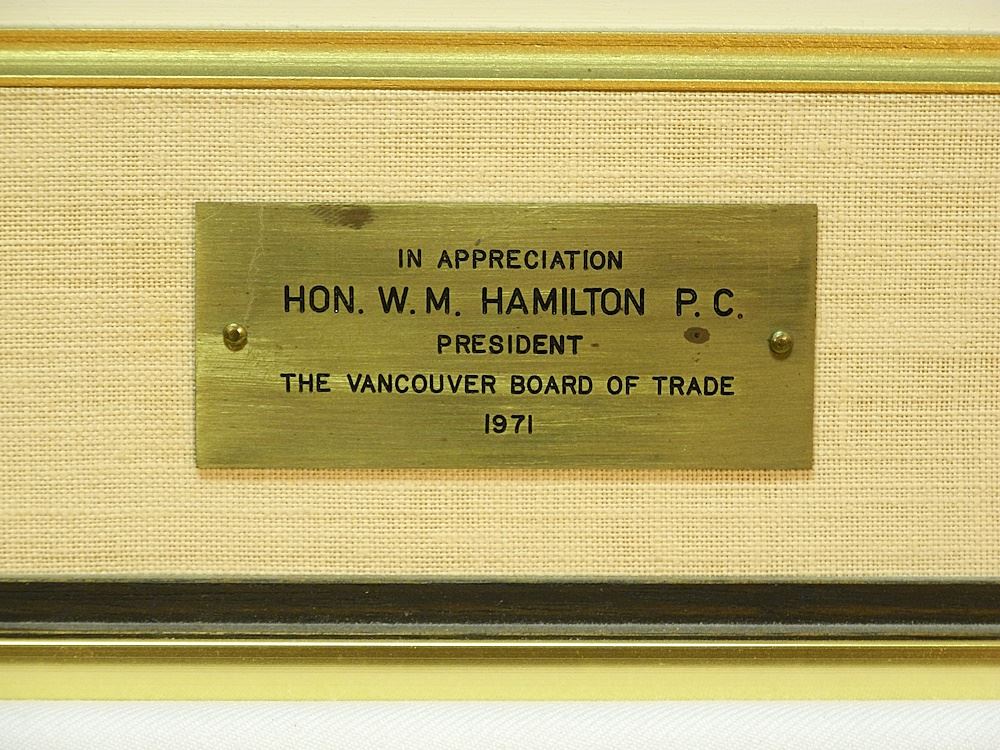 IN APPRECIATION
HON. W. M. HAMILTON P. C.
PRESIDENT
THE VANCOUVER BOARD OF TRADE
1971